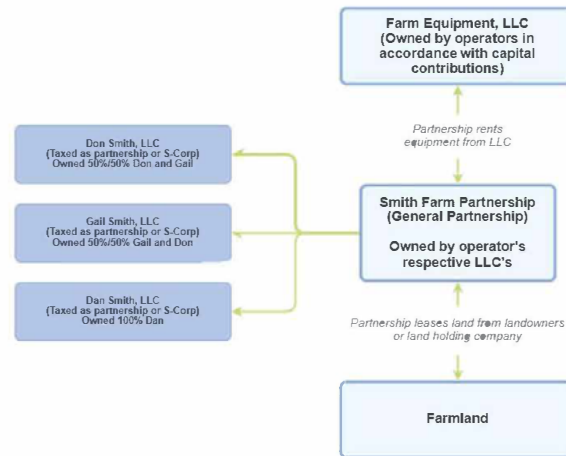 Farm Equipment, LLC
(Owned by operators in
accordance with capital
contributions)
Partnership rents
equipment from LLC
Don Smith, LLC
(Taxed as partnership or S-Corp)
Owned 50%/50% Don and Gail
Smith Farm Partnership
(General Partnership)
Owned by operator's
respective LLC's
Gail Smith, LLC
(Taxed as partnership or S-Corp)
Owned 50%/50% Gail and Don
Dan Smith, LLC
(Taxed as partnership or S-Corp)
Owned 100% Dan
Partnership leases land from landowners
or land holding company
Farmland